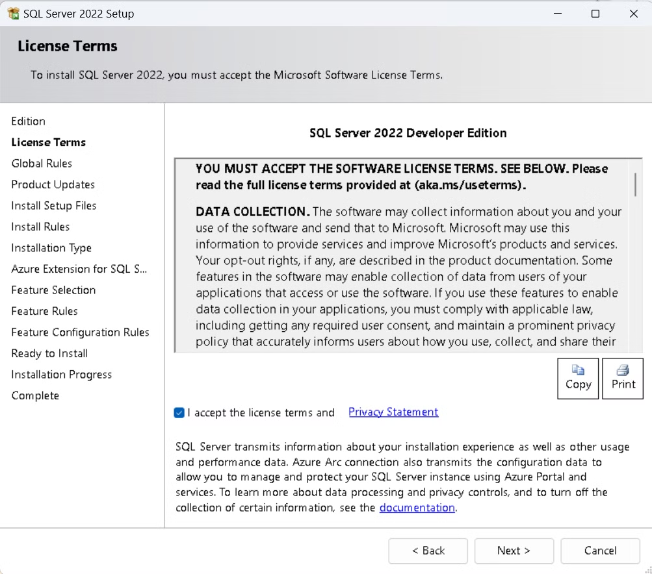 SQL Server 2022 Setup
License Terms
To install SQL Server 2022, you must accept the Microsoft Software License Terms.
Edition
License Terms
Global Rules
Product Updates
Install Setup Files
Install Rules
Installation Type
Azure Extension for SQL S...
Feature Selection
Feature Rules
Feature Configuration Rules
Ready to Install
Installation Progress
Complete
SQL Server 2022 Developer Edition
YOU MUST ACCEPT THE SOFTWARE LICENSE TERMS. SEE BELOW. Please
read the full license terms provided at (aka.ms/useterms).
DATA COLLECTION. The software may collect information about you and your
use of the software and send that to Microsoft. Microsoft may use this
information to provide services and improve Microsoft's products and services.
Your opt-out rights, if any, are described in the product documentation. Some
features in the software may enable collection of data from users of your
applications that access or use the software. If you use these features to enable
data collection in your applications, you must comply with applicable law,
including getting any required user consent, and maintain a prominent privacy
policy that accurately informs users about how you use, collect, and share their
Copy
Print
I accept the license terms and Privacy Statement
SQL Server transmits information about your installation experience as well as other usage
and performance data. Azure Arc connection also transmits the configuration data to
allow you to manage and protect your SQL Server instance using Azure Portal and
services. To learn more about data processing and privacy controls, and to turn off the
collection of certain information, see the documentation.
< Back
Next >
Cancel